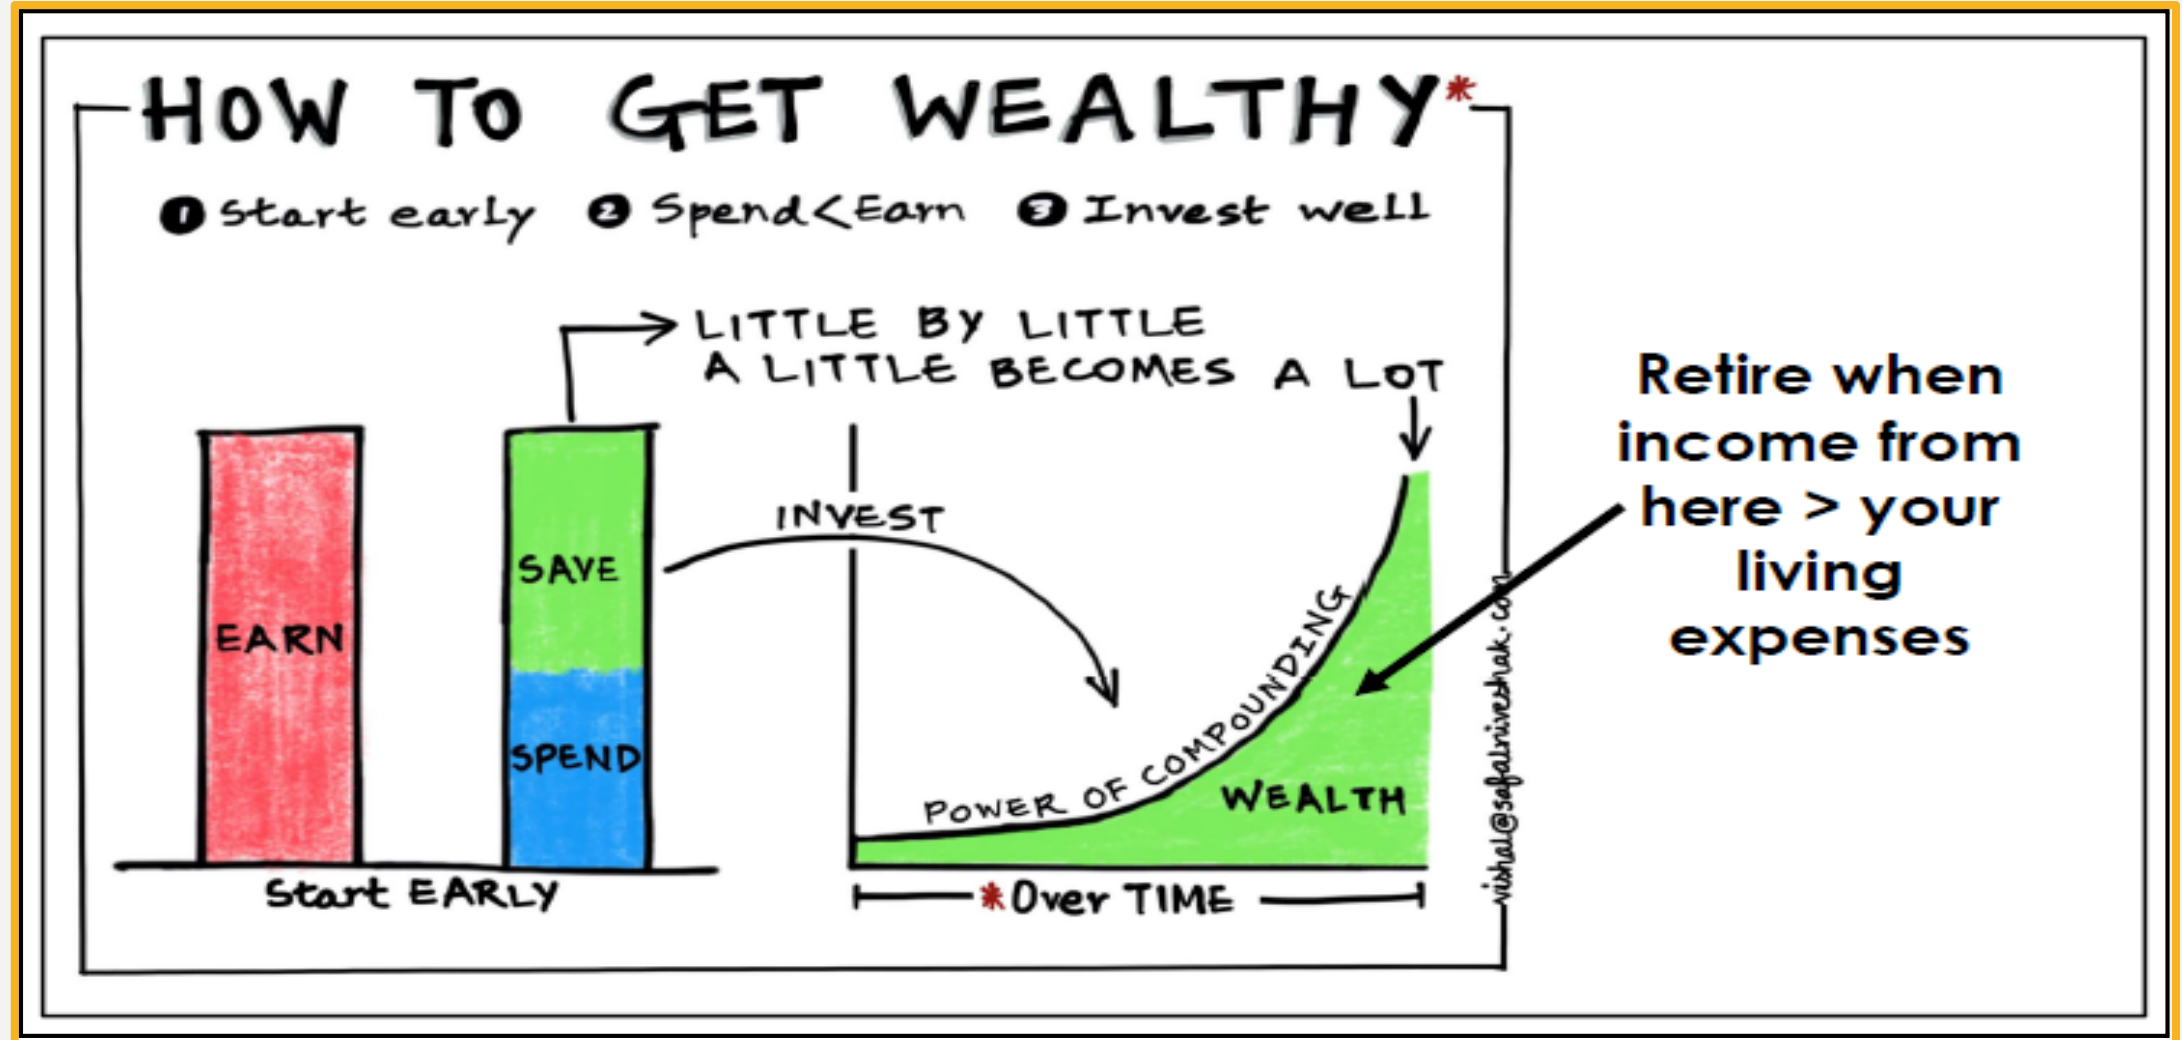 HOW TO GET WEALTHY*
1 Start early 2 Spend<Earn 3 Invest well
LITTLE BY LITTLE
A LITTLE BECOMES A LOT
INVEST
SAVE
EARN
SPEND
Start EARLY
POWER OF COMPOUNDING
WEALTH
*Over TIME
vishal@safalniveshak.com
Retire when
income from
here > your
living
expenses